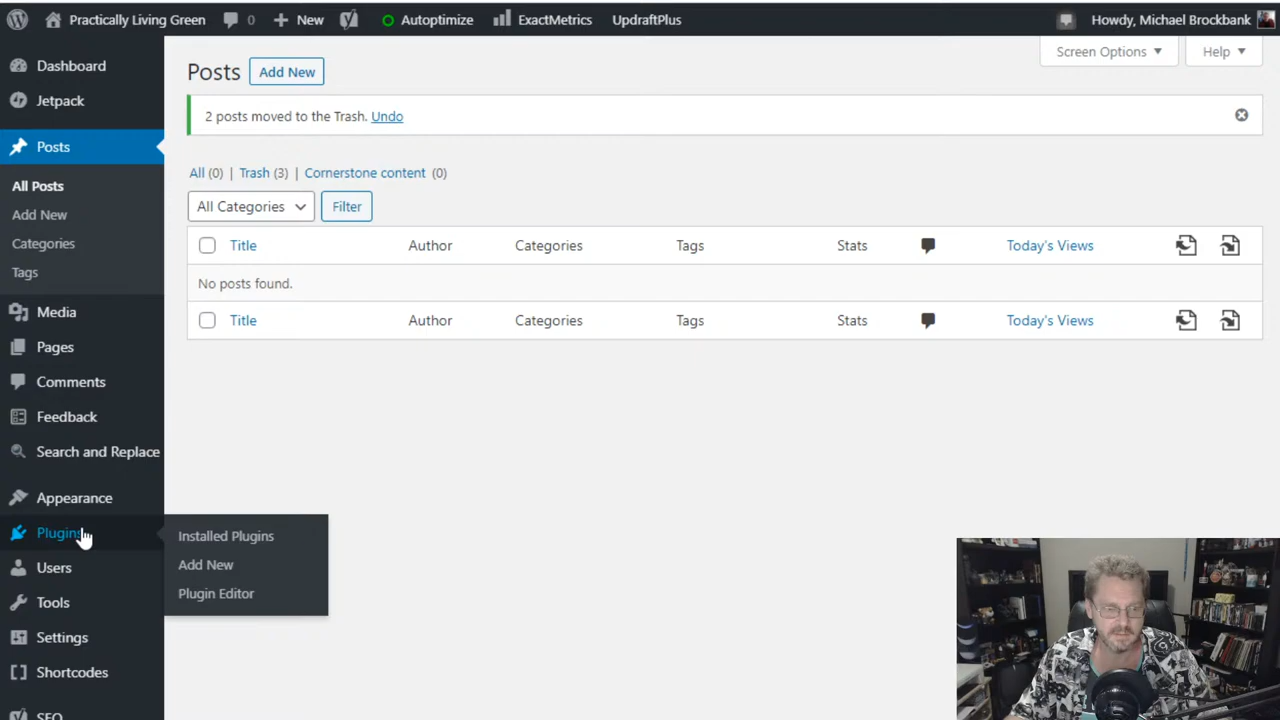 Practically Living Green 0 New Autoptimize ExactMetrics UpdraftPlus Howdy, Michael Brockbank
Dashboard
Jetpack
Posts
All Posts
Add New
Categories
Tags
Media
Pages
Comments
Feedback
Search and Replace
Appearance
Plugins
Users
Tools
Settings
Shortcodes
SEO
Screen Options Help
Posts Add New
2 posts moved to the Trash. Undo
All (0) | Trash (3) | Cornerstone content (0)
All Categories Filter
Title Author Categories Tags Stats Today's Views
No posts found.
Title Author Categories Tags Stats Today's Views
Installed Plugins
Add New
Plugin Editor